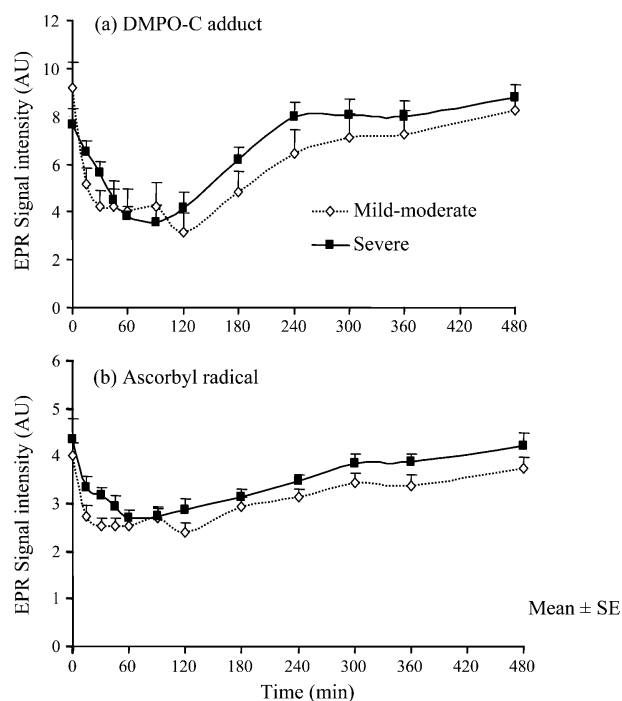 (a) DMPO-C adduct
EPR Signal intensity (AU)
12
10
8
6
4
2
0
0 60 120 180 240 300 360 420 480
Mild-moderate
Severe
(b) Ascorbyl radical
EPR Signal intensity (AU)
6
5
4
3
2
1
0
0 60 120 180 240 300 360 420 480
Time (min)
Mean ± SE